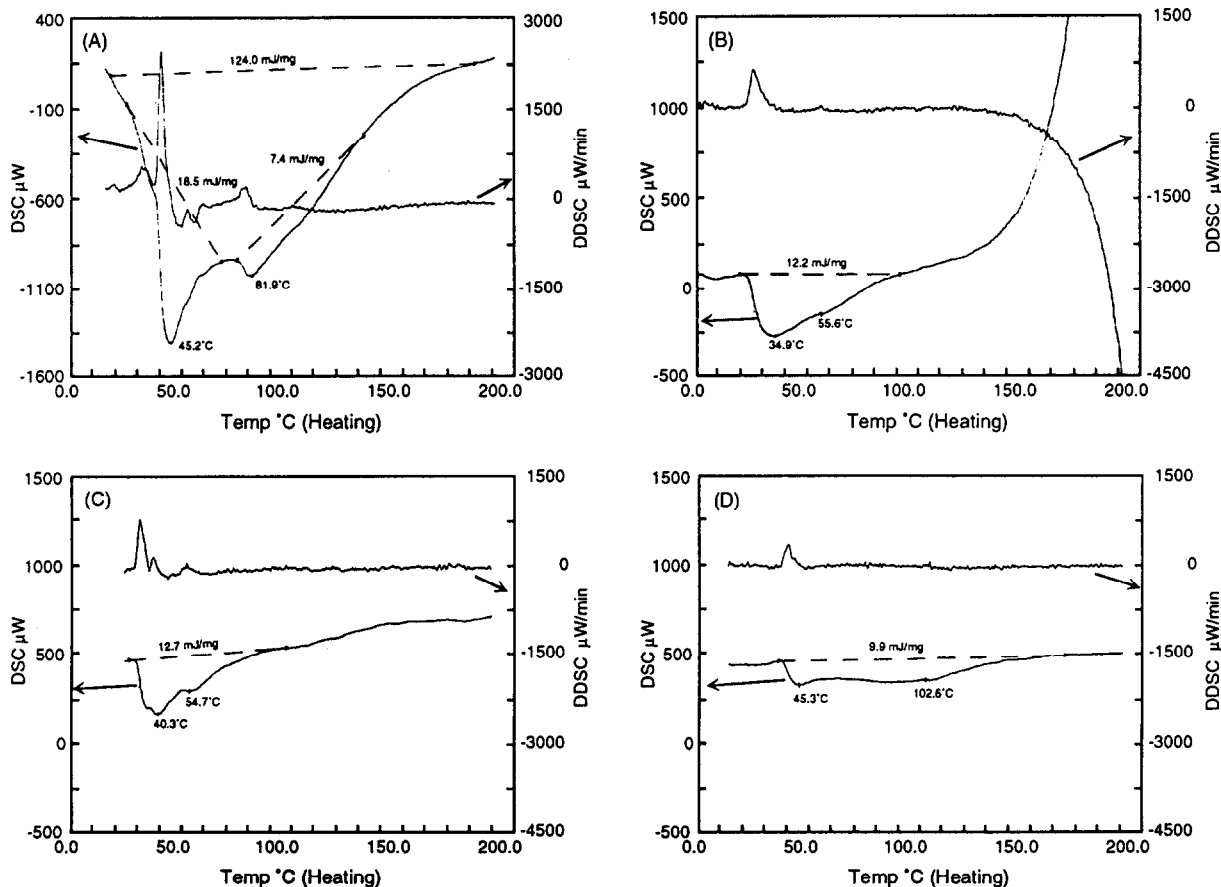 (A)
400
-100
-600
-1100
-1600
DSC μW
3000
1500
0
-1500
-3000
DDSC μW/min
124.0 mJ/mg
18.5 mJ/mg
7.4 mJ/mg
45.2°C
81.9°C
0.0 50.0 100.0 150.0 200.0
Temp °C (Heating)
(B)
1500
1000
500
0
-500
DSC μW
1500
0
-1500
-3000
-4500
DDSC μW/min
12.2 mJ/mg
34.9°C
55.6°C
0.0 50.0 100.0 150.0 200.0
Temp °C (Heating)
(C)
1500
1000
500
0
-500
DSC μW
1500
0
-1500
-3000
-4500
DDSC μW/min
12.7 mJ/mg
40.3°C
54.7°C
0.0 50.0 100.0 150.0 200.0
Temp °C (Heating)
(D)
1500
1000
500
0
-500
DSC μW
1500
0
-1500
-3000
-4500
DDSC μW/min
9.9 mJ/mg
45.3°C
102.6°C
0.0 50.0 100.0 150.0 200.0
Temp °C (Heating)